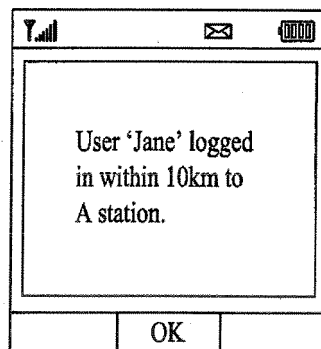 User ‘Jane’ logged
in within 10km to
A station.
OK